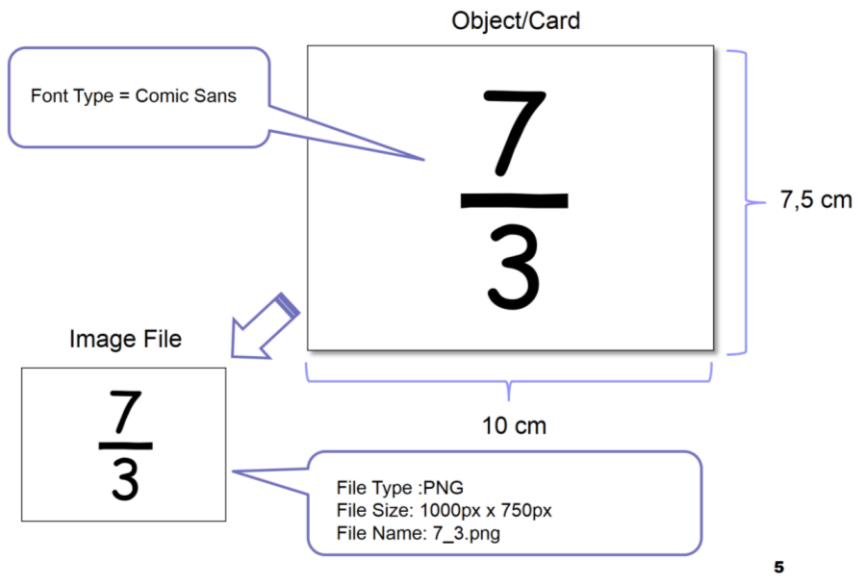 Object/Card
Font Type = Comic Sans
7
3
7,5 cm
Image File
10 cm
7
3
File Type :PNG
File Size: 1000px x 750px
File Name: 7_3.png
5